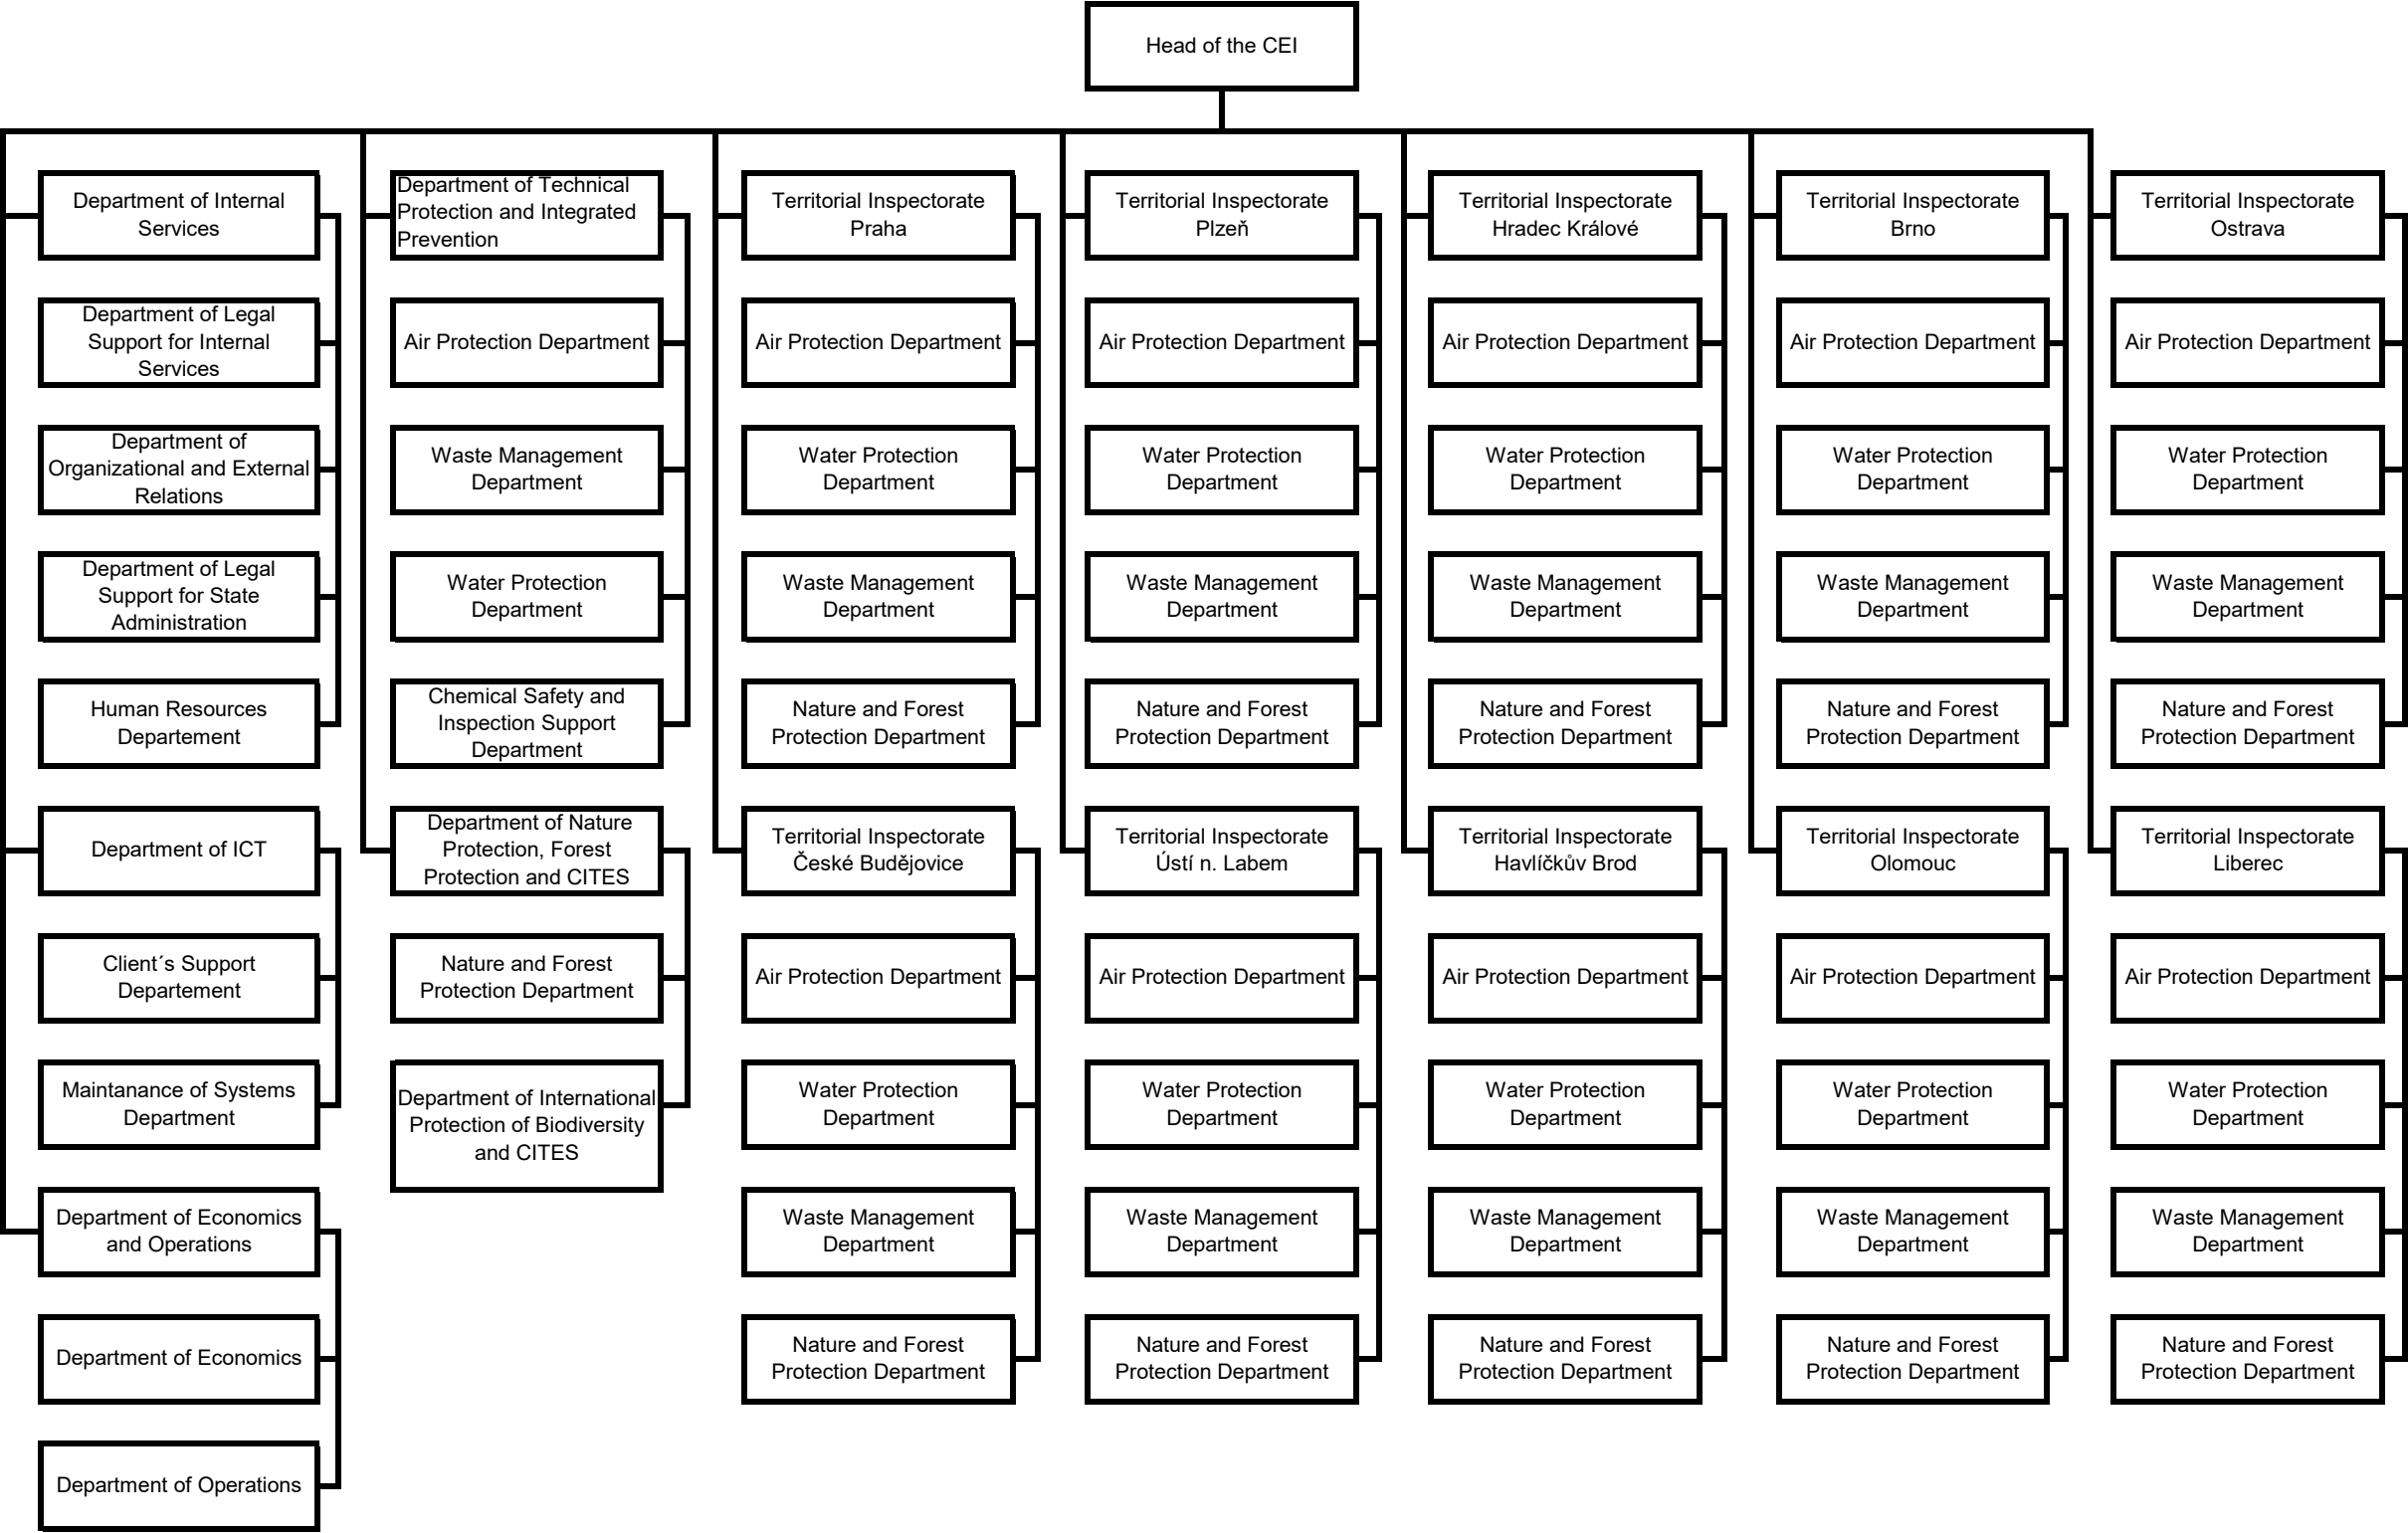 Head of the CEI
Department of Internal
Services
Department of Legal
Support for Internal
Services
Department of
Organizational and External
Relations
Department of Legal
Support for State
Administration
Human Resources
Departement
Department of ICT
Client´s Support
Departement
Maintanance of Systems
Department
Department of Economics
and Operations
Department of Economics
Department of Operations
Department of Technical
Protection and Integrated
Prevention
Air Protection Department
Waste Management
Department
Water Protection
Department
Chemical Safety and
Inspection Support
Department
Department of Nature
Protection, Forest
Protection and CITES
Nature and Forest
Protection Department
Department of International
Protection of Biodiversity
and CITES
Territorial Inspectorate
Praha
Air Protection Department
Water Protection
Department
Waste Management
Department
Nature and Forest
Protection Department
Territorial Inspectorate
České Budějovice
Air Protection Department
Water Protection
Department
Waste Management
Department
Nature and Forest
Protection Department
Territorial Inspectorate
Plzeň
Air Protection Department
Water Protection
Department
Waste Management
Department
Nature and Forest
Protection Department
Territorial Inspectorate
Ústí n. Labem
Air Protection Department
Water Protection
Department
Waste Management
Department
Nature and Forest
Protection Department
Territorial Inspectorate
Hradec Králové
Air Protection Department
Water Protection
Department
Waste Management
Department
Nature and Forest
Protection Department
Territorial Inspectorate
Havlíčkův Brod
Air Protection Department
Water Protection
Department
Waste Management
Department
Nature and Forest
Protection Department
Territorial Inspectorate
Brno
Air Protection Department
Water Protection
Department
Waste Management
Department
Nature and Forest
Protection Department
Territorial Inspectorate
Olomouc
Air Protection Department
Water Protection
Department
Waste Management
Department
Nature and Forest
Protection Department
Territorial Inspectorate
Ostrava
Air Protection Department
Water Protection
Department
Waste Management
Department
Nature and Forest
Protection Department
Territorial Inspectorate
Liberec
Air Protection Department
Water Protection
Department
Waste Management
Department
Nature and Forest
Protection Department